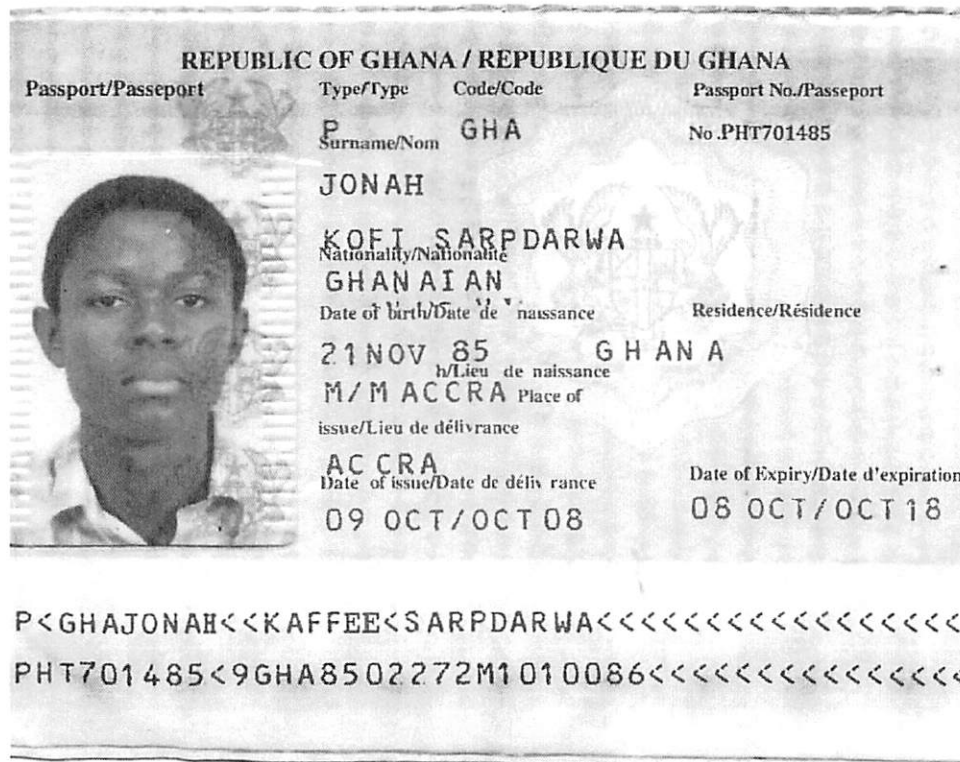 REPUBLIC OF GHANA / REPUBLIQUE DU GHANA
Passport/Passeport Type/Type Code/Code Passport No./Passeport
P GHA No .PHT701485
Surname/Nom
JONAH
KOFI SARPDARWA
Nationality/Nationalité
GHANAIAN
Date of birth/Date de naissance Residence/Résidence
21 NOV 85 GHANA
h/Lieu de naissance
M/M ACCRA Place of
issue/Lieu de délivrance
ACCRA
Date of issue/Date de déliv rance Date of Expiry/Date d'expiration
09 OCT/OCT 08 08 OCT/OCT 18
P<GHAJONAH<<KAFFEE<SARPDARWA<<<<<<<<<<<<<<<<<
PHT701485<9GHA8502272M1010086<<<<<<<<<<<<<<